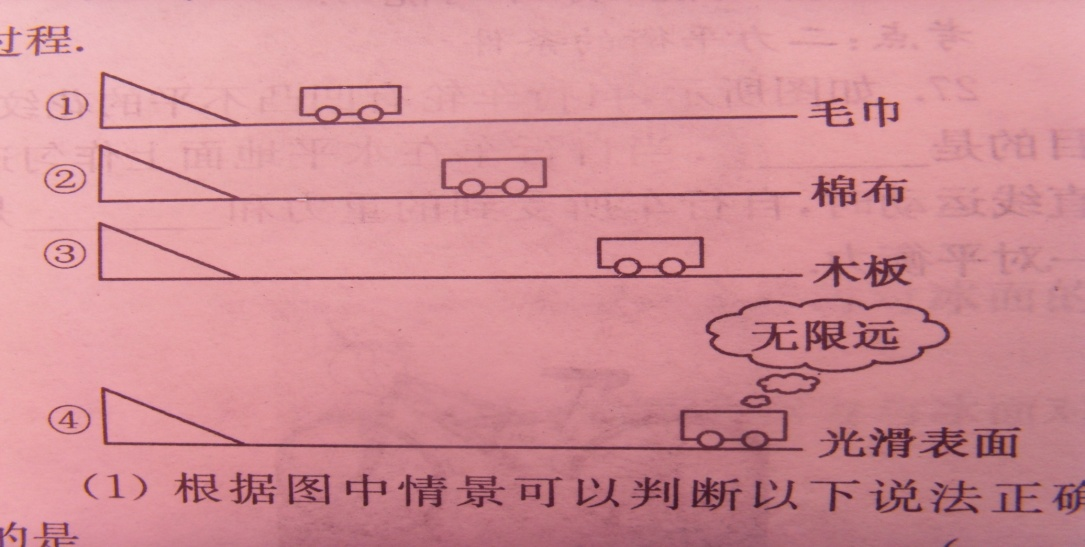 过程.
① 毛巾
② 棉布
③ 木板
无限远
④ 光滑表面
(1) 根据图中情景可以判断以下说法正确
的是 (